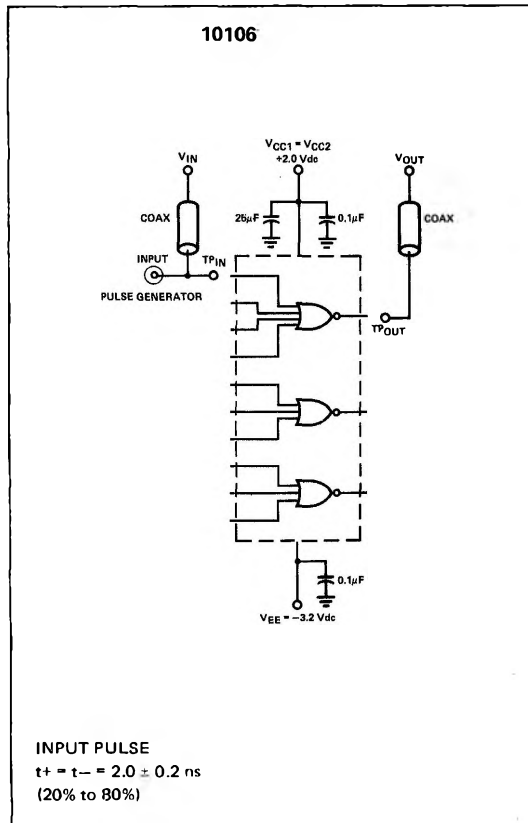 10106
VIN
VCC1 = VCC2
+2.0 Vdc
VOUT
COAX
25μF
0.1μF
COAX
INPUT
TPIN
PULSE GENERATOR
TPOUT
0.1μF
VEE = −3.2 Vdc
INPUT PULSE
t+ = t− = 2.0 ± 0.2 ns
(20% to 80%)